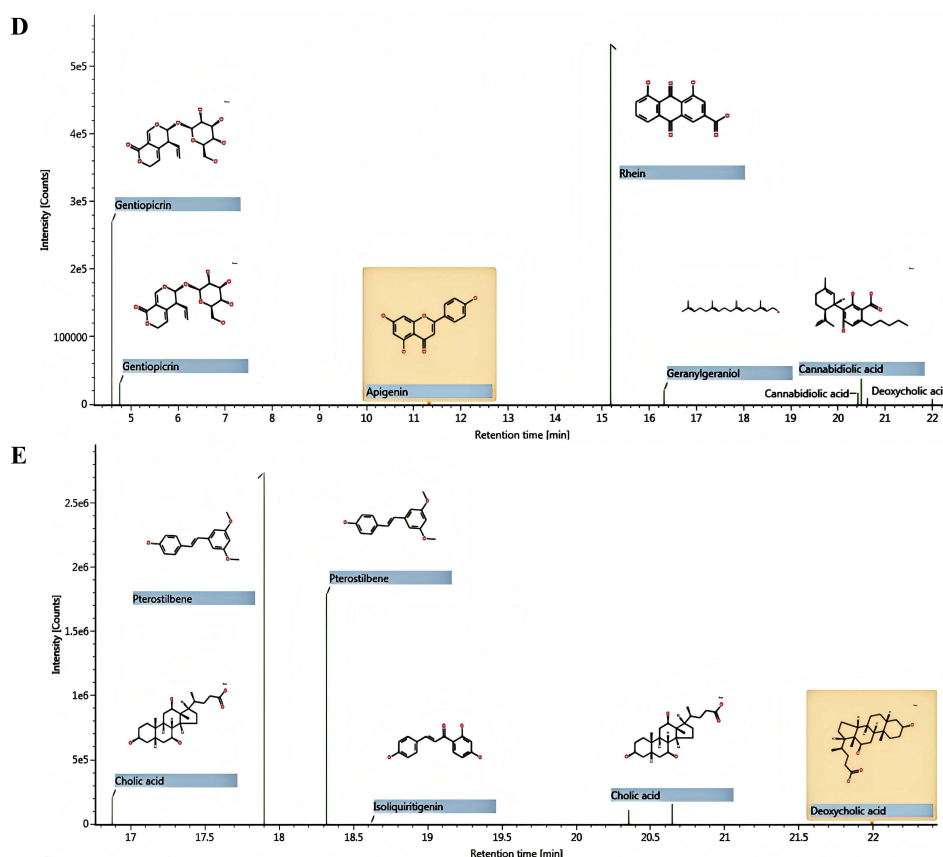 D
5e5
4e5
3e5
2e5
100000
0
Intensity [Counts]
Gentiopicrin
Gentiopicrin
Apigenin
Rhein
Geranylgeraniol
Cannabidiolic acid
Cannabidiolic acid
Deoxycholic aci
5 6 7 8 9 10 11 12 13 14 15 16 17 18 19 20 21 22
Retention time [min]
E
2.5e6
2e6
1.5e6
1e6
5e5
0
Intensity [Counts]
Pterostilbene
Pterostilbene
Cholic acid
Isoliquiritigenin
Cholic acid
Deoxycholic acid
17 17.5 18 18.5 19 19.5 20 20.5 21 21.5 22
Retention time [min]